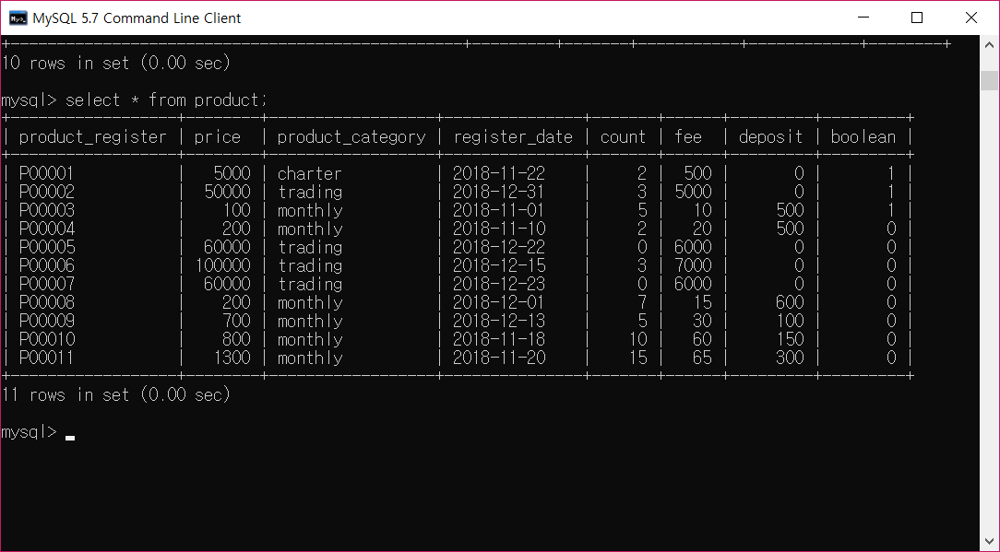 MySQL 5.7 Command Line Client
+--------------------------------------------------+---------+-------+-----------+------------+--------+
10 rows in set (0.00 sec)
mysql> select * from product;
+------------------+--------+------------------+---------------+-------+------+---------+---------+
| product_register | price  | product_category | register_date | count | fee  | deposit | boolean |
+------------------+--------+------------------+---------------+-------+------+---------+---------+
| P00001           |   5000 | charter          | 2018-11-22    |     2 |  500 |       0 |       1 |
| P00002           |  50000 | trading          | 2018-12-31    |     3 | 5000 |       0 |       1 |
| P00003           |    100 | monthly          | 2018-11-01    |     5 |   10 |     500 |       1 |
| P00004           |    200 | monthly          | 2018-11-10    |     2 |   20 |     500 |       0 |
| P00005           |  60000 | trading          | 2018-12-22    |     0 | 6000 |       0 |       0 |
| P00006           | 100000 | trading          | 2018-12-15    |     3 | 7000 |       0 |       0 |
| P00007           |  60000 | trading          | 2018-12-23    |     0 | 6000 |       0 |       0 |
| P00008           |    200 | monthly          | 2018-12-01    |     7 |   15 |     600 |       0 |
| P00009           |    700 | monthly          | 2018-12-13    |     5 |   30 |     100 |       0 |
| P00010           |    800 | monthly          | 2018-11-18    |    10 |   60 |     150 |       0 |
| P00011           |   1300 | monthly          | 2018-11-20    |    15 |   65 |     300 |       0 |
+------------------+--------+------------------+---------------+-------+------+---------+---------+
11 rows in set (0.00 sec)
mysql>